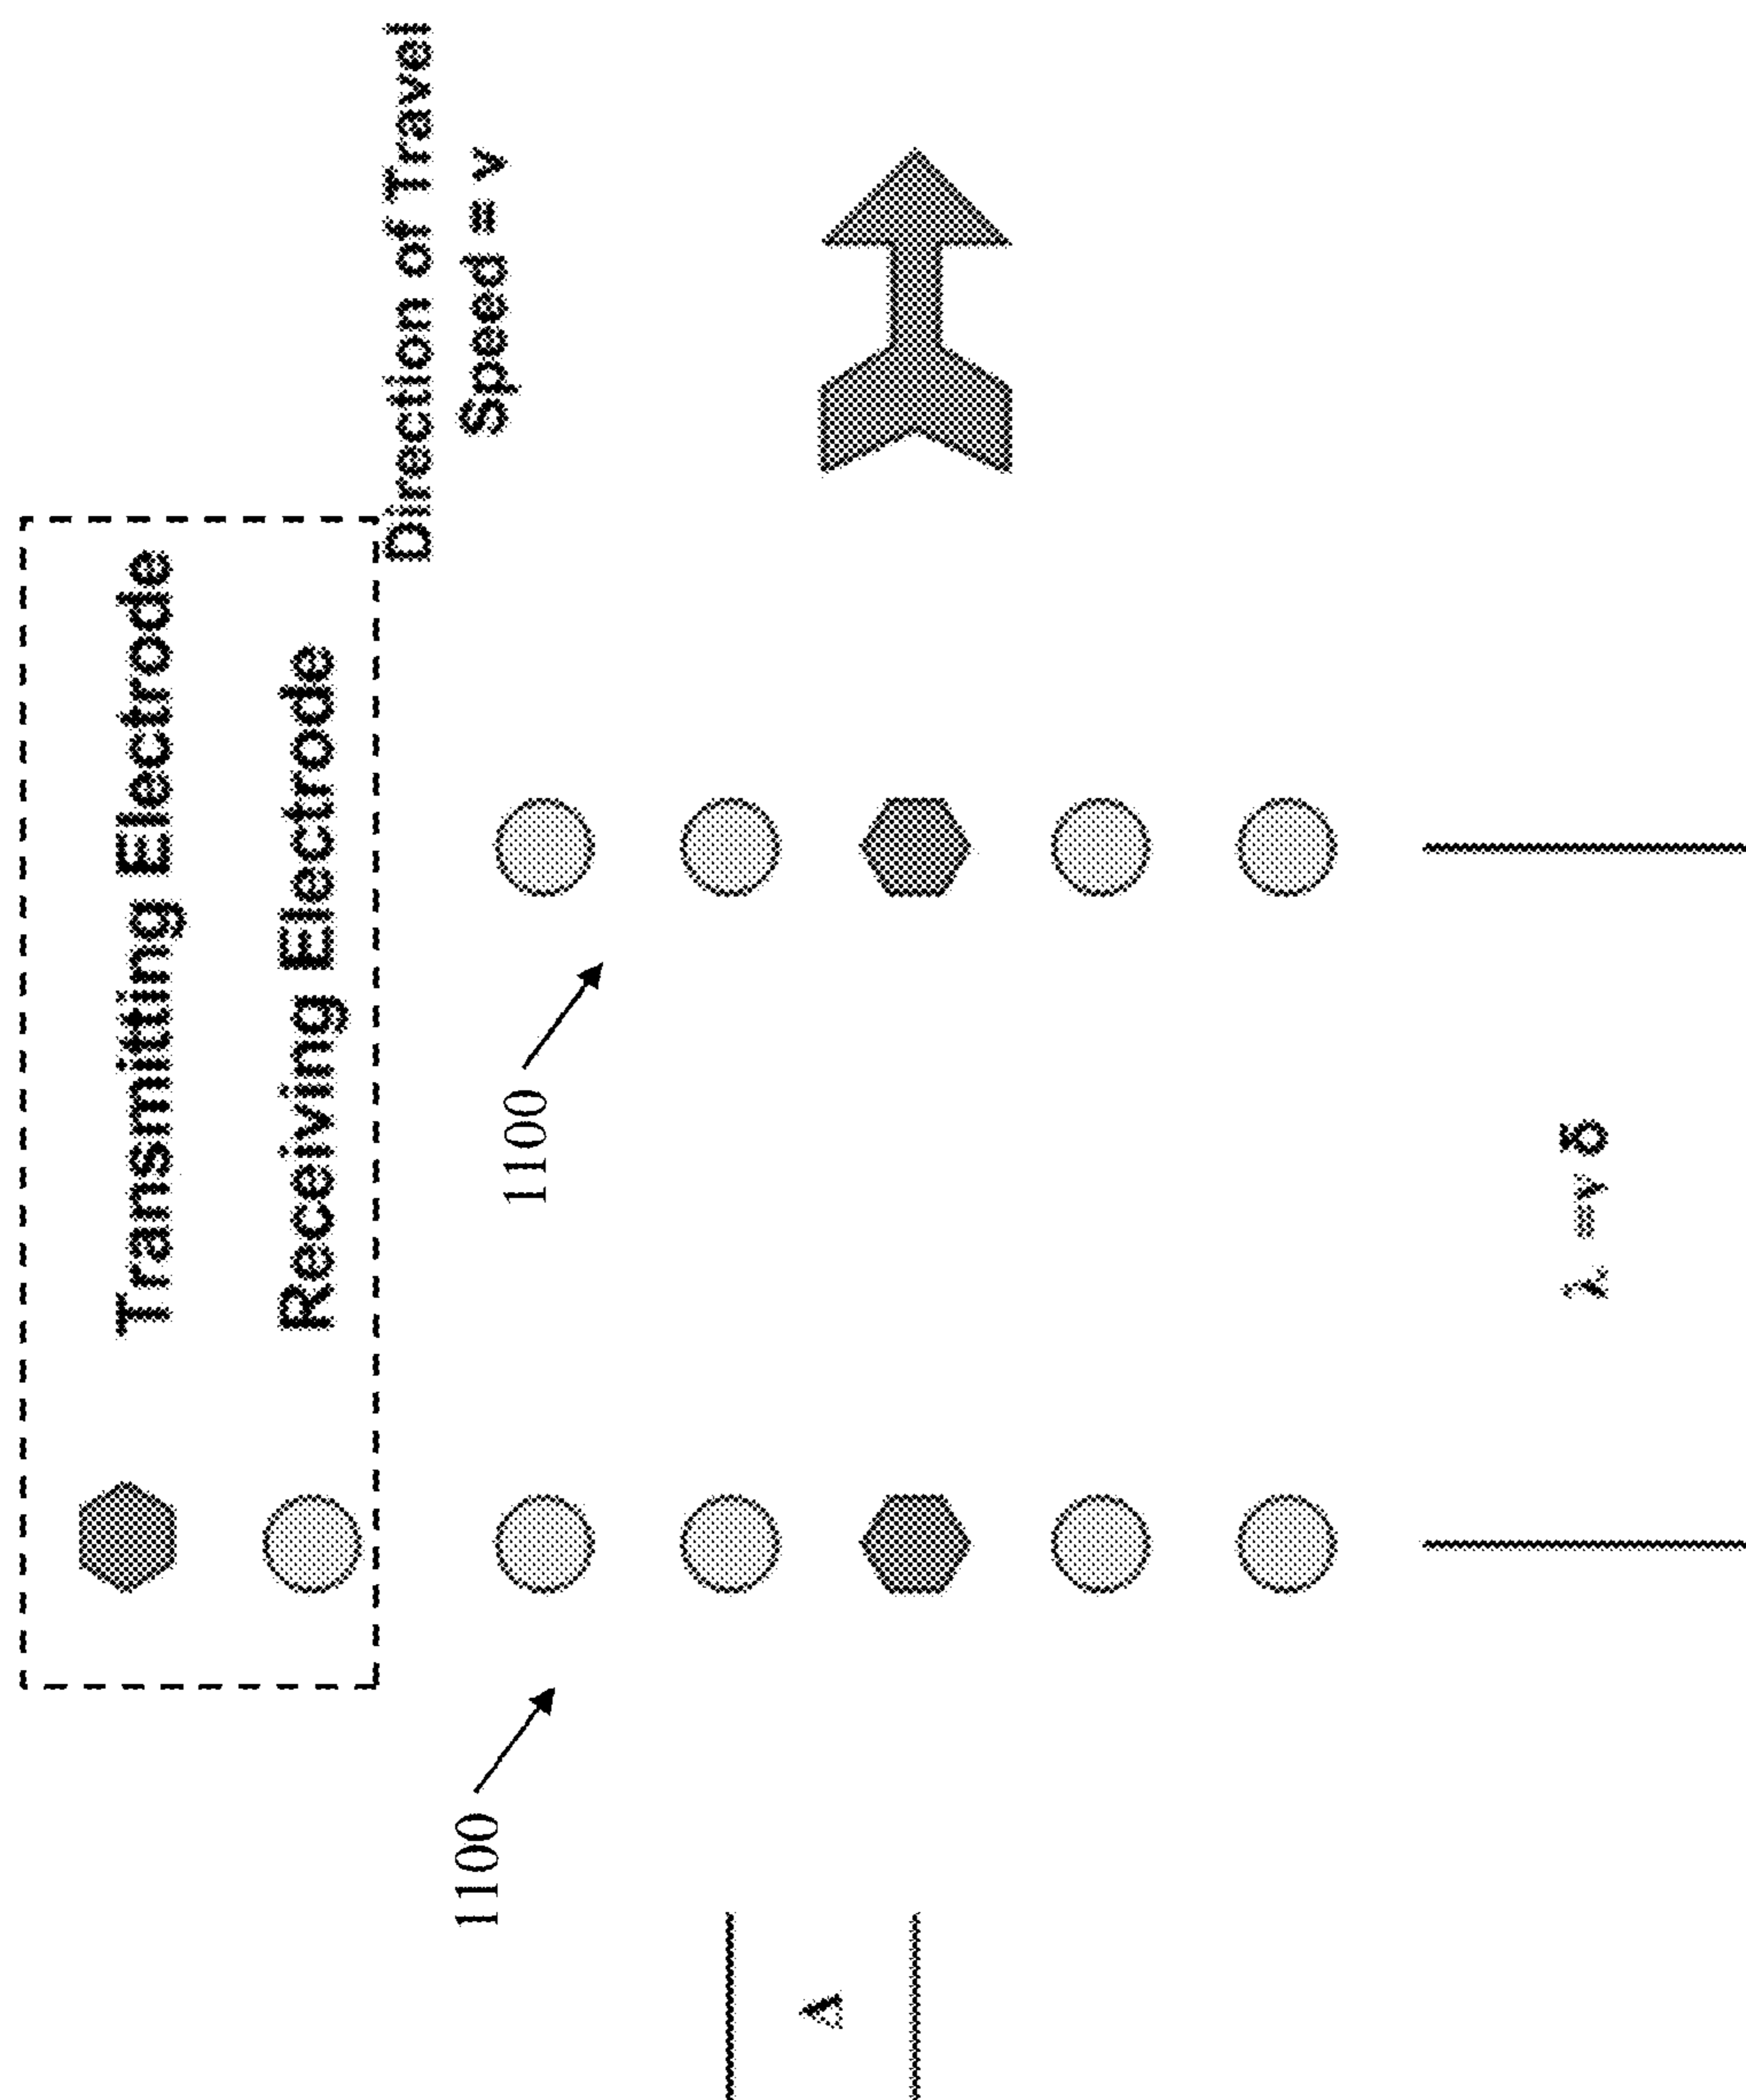 Transmitting Electrode
Receiving Electrode
Direction of Travel
Speed = v
1100
1100
λ =v δ
Δ